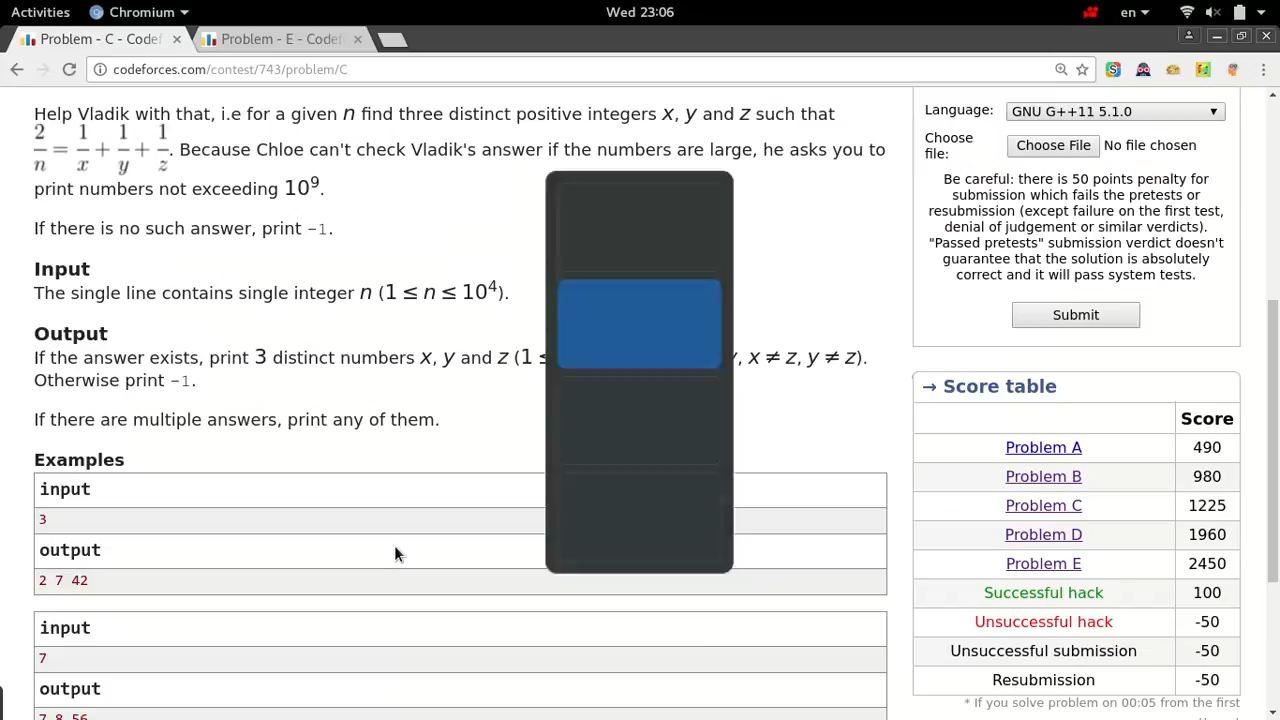 Activities Chromium Wed 23:06 en
Problem - C - Codef Problem - E - Codef
codeforces.com/contest/743/problem/C
Help Vladik with that, i.e for a given n find three distinct positive integers x, y and z such that
2/n = 1/x + 1/y + 1/z. Because Chloe can't check Vladik's answer if the numbers are large, he asks you to
print numbers not exceeding 10^9.
If there is no such answer, print -1.
Input
The single line contains single integer n (1 ≤ n ≤ 10^4).
Output
If the answer exists, print 3 distinct numbers x, y and z (1 ≤ x ≠ z, y ≠ z).
Otherwise print -1.
If there are multiple answers, print any of them.
Examples
input
3
output
2 7 42
input
7
output
7 8 56
Language: GNU G++11 5.1.0
Choose file: Choose File No file chosen
Be careful: there is 50 points penalty for
submission which fails the pretests or
resubmission (except failure on the first test,
denial of judgement or similar verdicts).
"Passed pretests" submission verdict doesn't
guarantee that the solution is absolutely
correct and it will pass system tests.
Submit
→ Score table
Score
Problem A 490
Problem B 980
Problem C 1225
Problem D 1960
Problem E 2450
Successful hack 100
Unsuccessful hack -50
Unsuccessful submission -50
Resubmission -50
* If you solve problem on 00:05 from the first